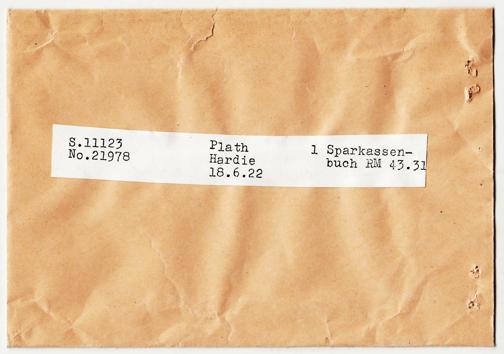 S.11123 Plath 1 Sparkassen-
No.21978 Hardie buch RM 43.31
18.6.22